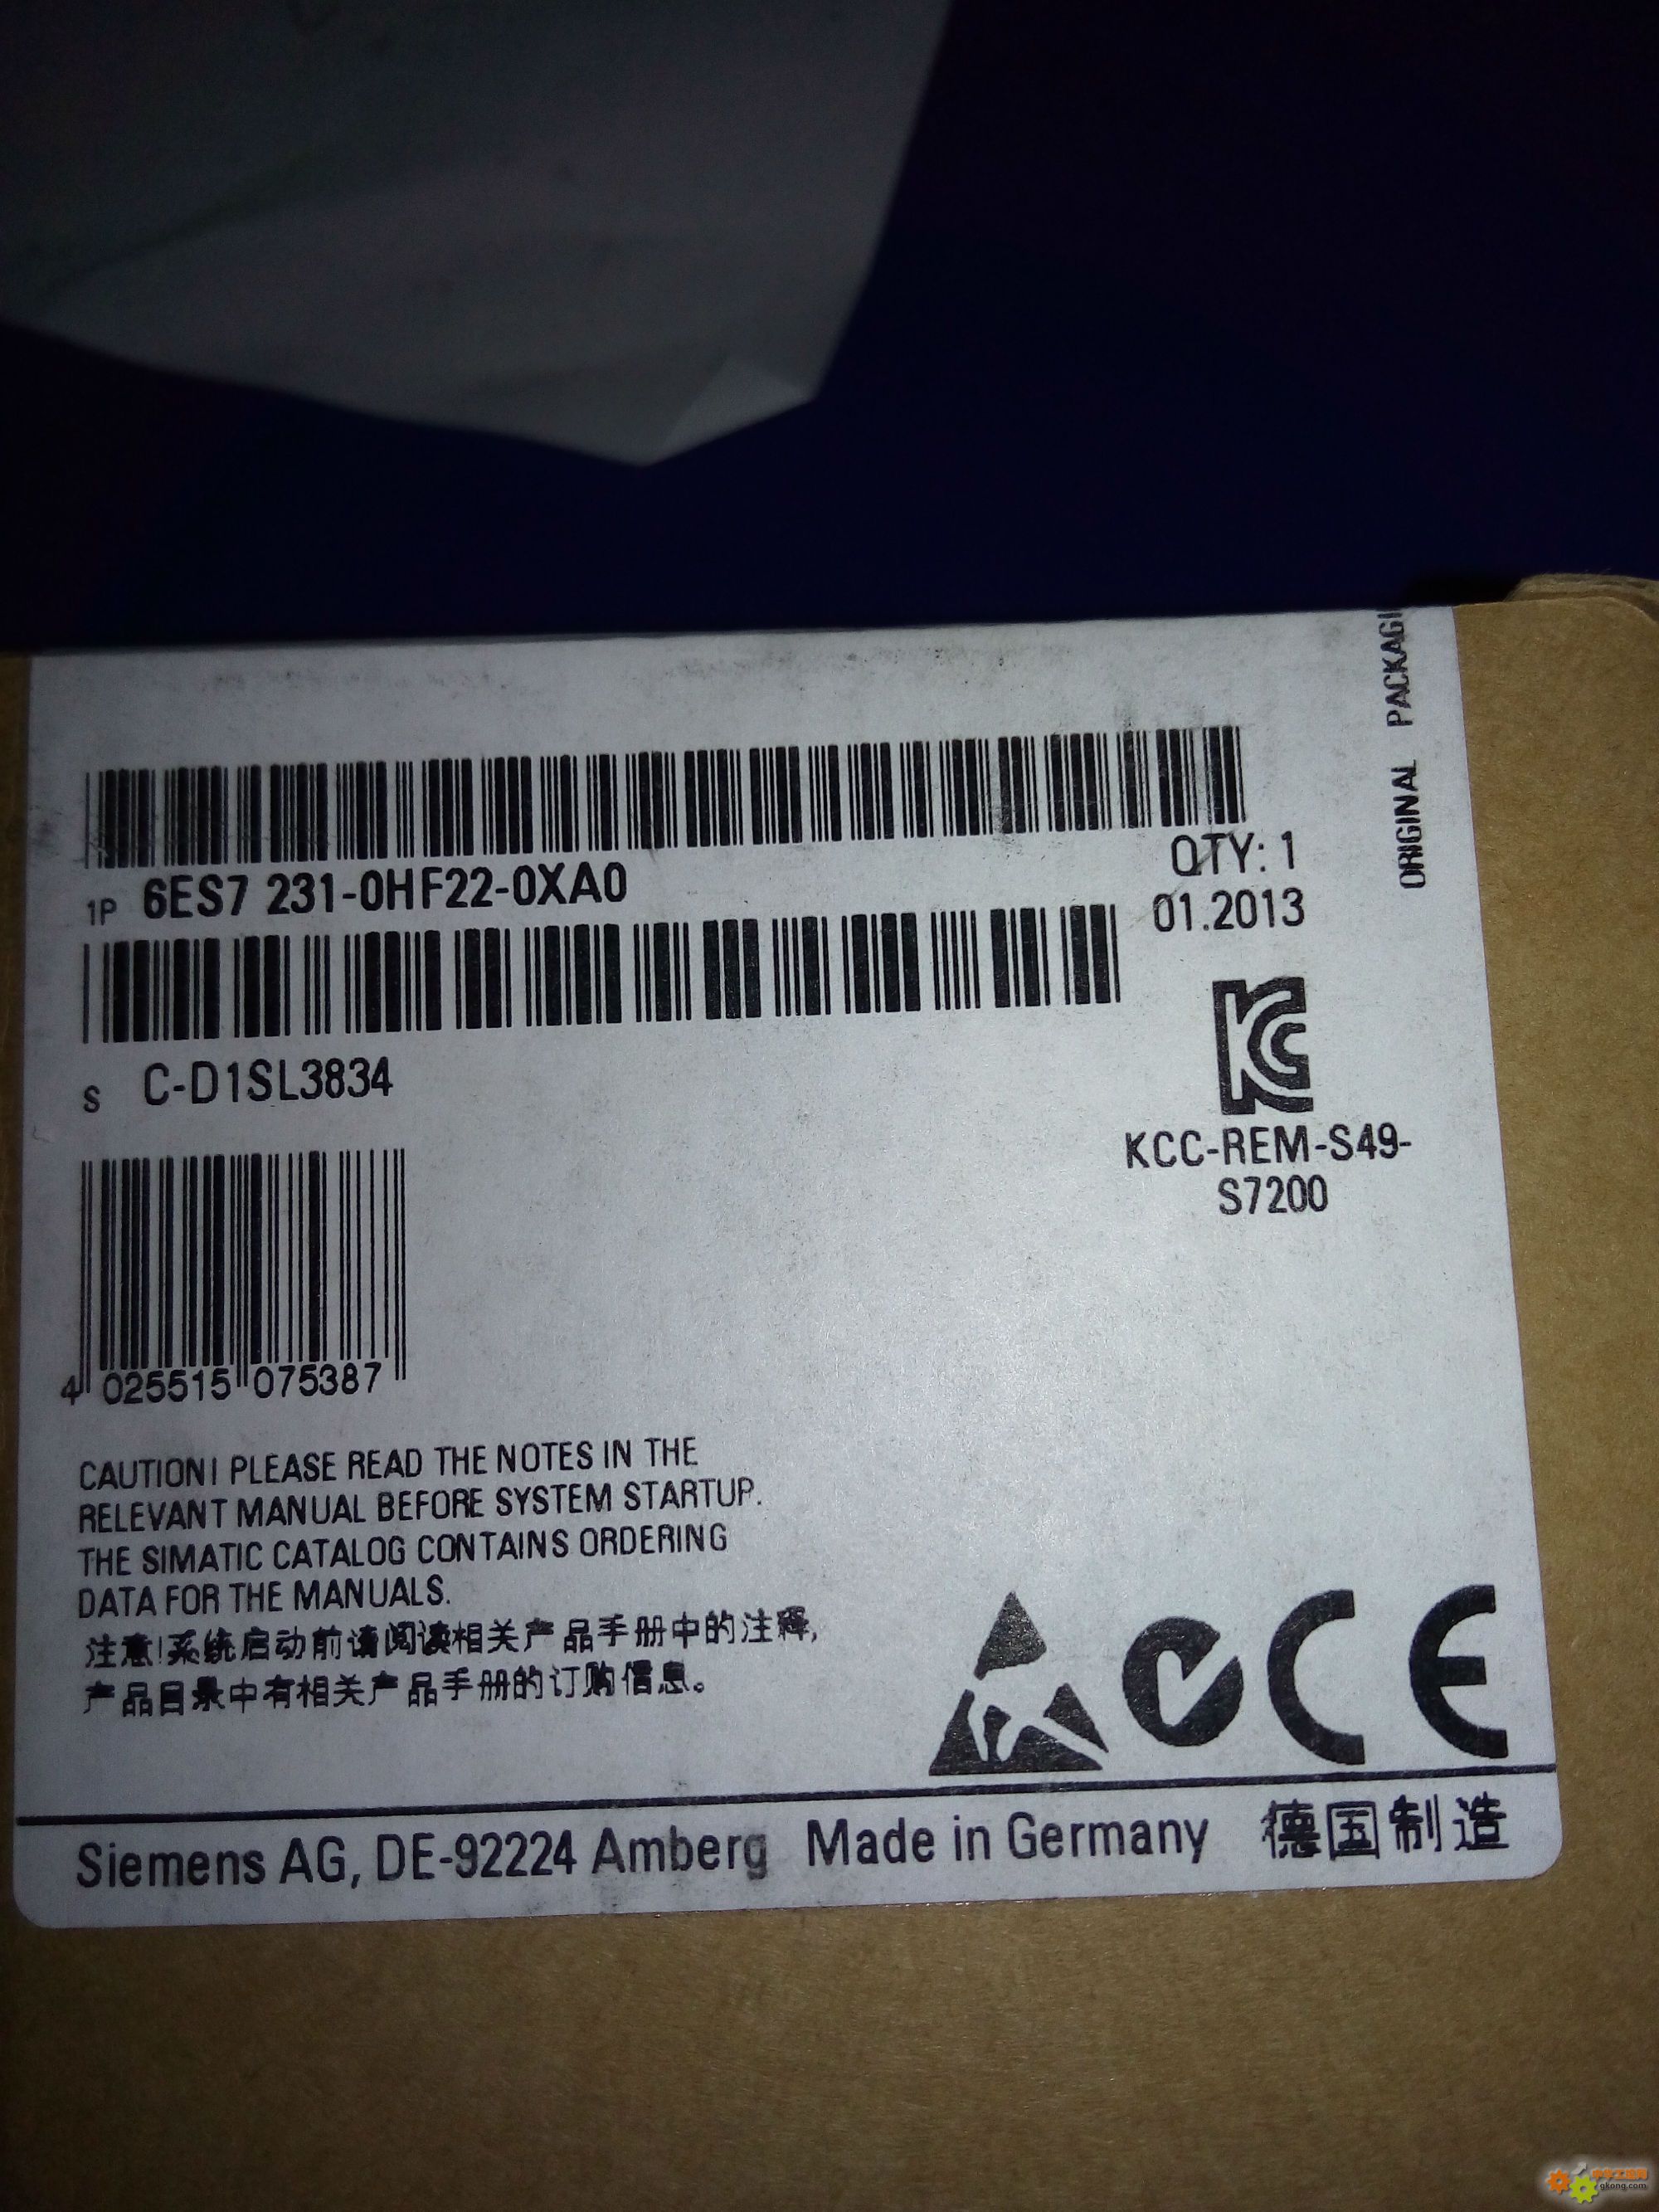 ORIGINAL PACKAGI
QTY: 1
1P 6ES7 231-0HF22-0XA0
01.2013
S C-D1SL3834
KCC-REM-S49-
S7200
4 025515 075387
CAUTION! PLEASE READ THE NOTES IN THE
RELEVANT MANUAL BEFORE SYSTEM STARTUP.
THE SIMATIC CATALOG CONTAINS ORDERING
DATA FOR THE MANUALS.
注意!系统启动前请阅读相关产品手册中的注释,
产品目录中有相关产品手册的订购信息。
CE
Siemens AG, DE-92224 Amberg Made in Germany 德国制造
gkong.com